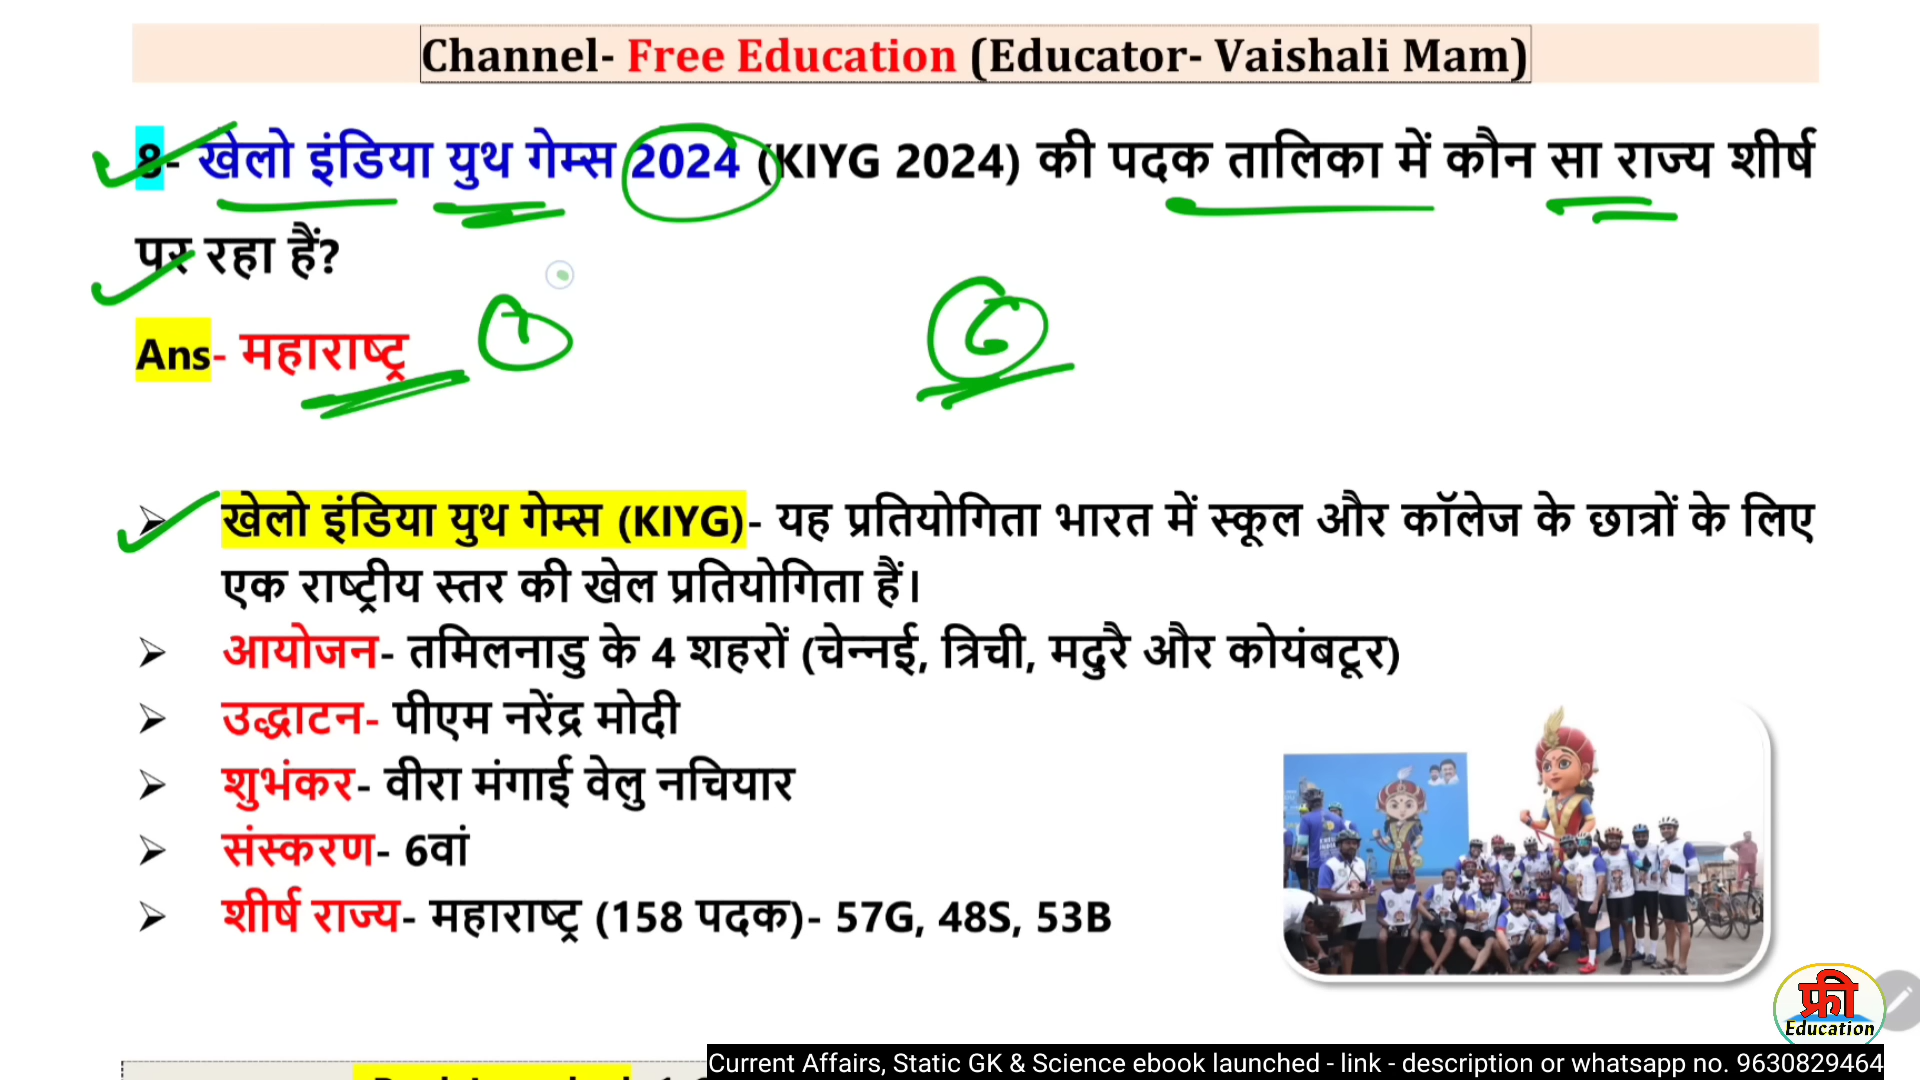 Channel- Free Education (Educator- Vaishali Mam)
8- खेलो इंडिया युथ गेम्स 2024 (KIYG 2024) की पदक तालिका में कौन सा राज्य शीर्ष
पर रहा हैं?
Ans- महाराष्ट्र
खेलो इंडिया युथ गेम्स (KIYG)- यह प्रतियोगिता भारत में स्कूल और कॉलेज के छात्रों के लिए
एक राष्ट्रीय स्तर की खेल प्रतियोगिता हैं।
आयोजन- तमिलनाडु के 4 शहरों (चेन्नई, त्रिची, मदुरै और कोयंबटूर)
उद्घाटन- पीएम नरेंद्र मोदी
शुभंकर- वीरा मंगाई वेलु नचियार
संस्करण- 6वां
शीर्ष राज्य- महाराष्ट्र (158 पदक)- 57G, 48S, 53B
फ्री
Education
Current Affairs, Static GK & Science ebook launched - link - description or whatsapp no. 9630829464